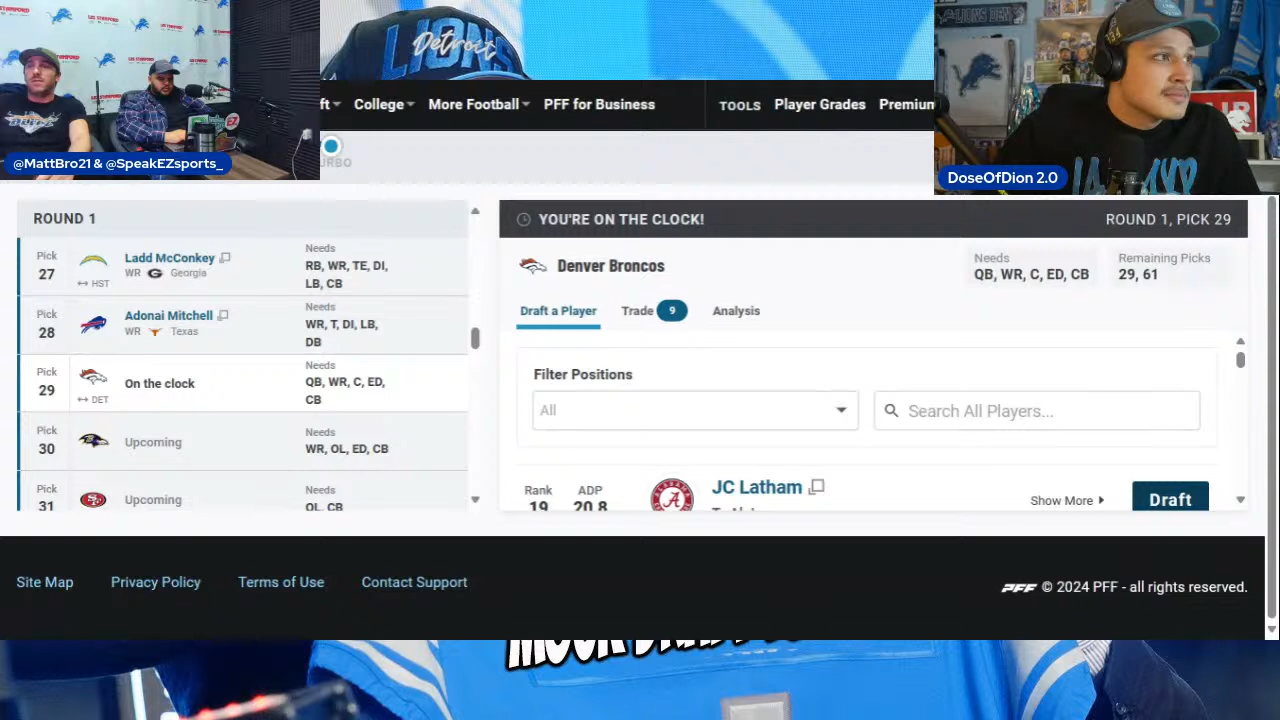 LIONS
Detroit
LIONS DEN
@MattBro21 & @SpeakEZsports_
DoseOfDion 2.0
ft College More Football PFF for Business TOOLS Player Grades Premium
URBO
ROUND 1
Pick 27
HST
Ladd McConkey
WR Georgia
Needs
RB, WR, TE, DI,
LB, CB
Pick 28
Adonai Mitchell
WR Texas
Needs
WR, T, DI, LB,
DB
Pick 29
DET
On the clock
Needs
QB, WR, C, ED,
CB
Pick 30
Upcoming
Needs
WR, OL, ED, CB
Pick 31
Upcoming
Needs
OL, CB
YOU'RE ON THE CLOCK!
ROUND 1, PICK 29
Denver Broncos
Needs
QB, WR, C, ED, CB
Remaining Picks
29, 61
Draft a Player
Trade 9
Analysis
Filter Positions
All
Search All Players...
Rank
19
ADP
20.8
JC Latham
Show More
Draft
Site Map
Privacy Policy
Terms of Use
Contact Support
PFF © 2024 PFF - all rights reserved.